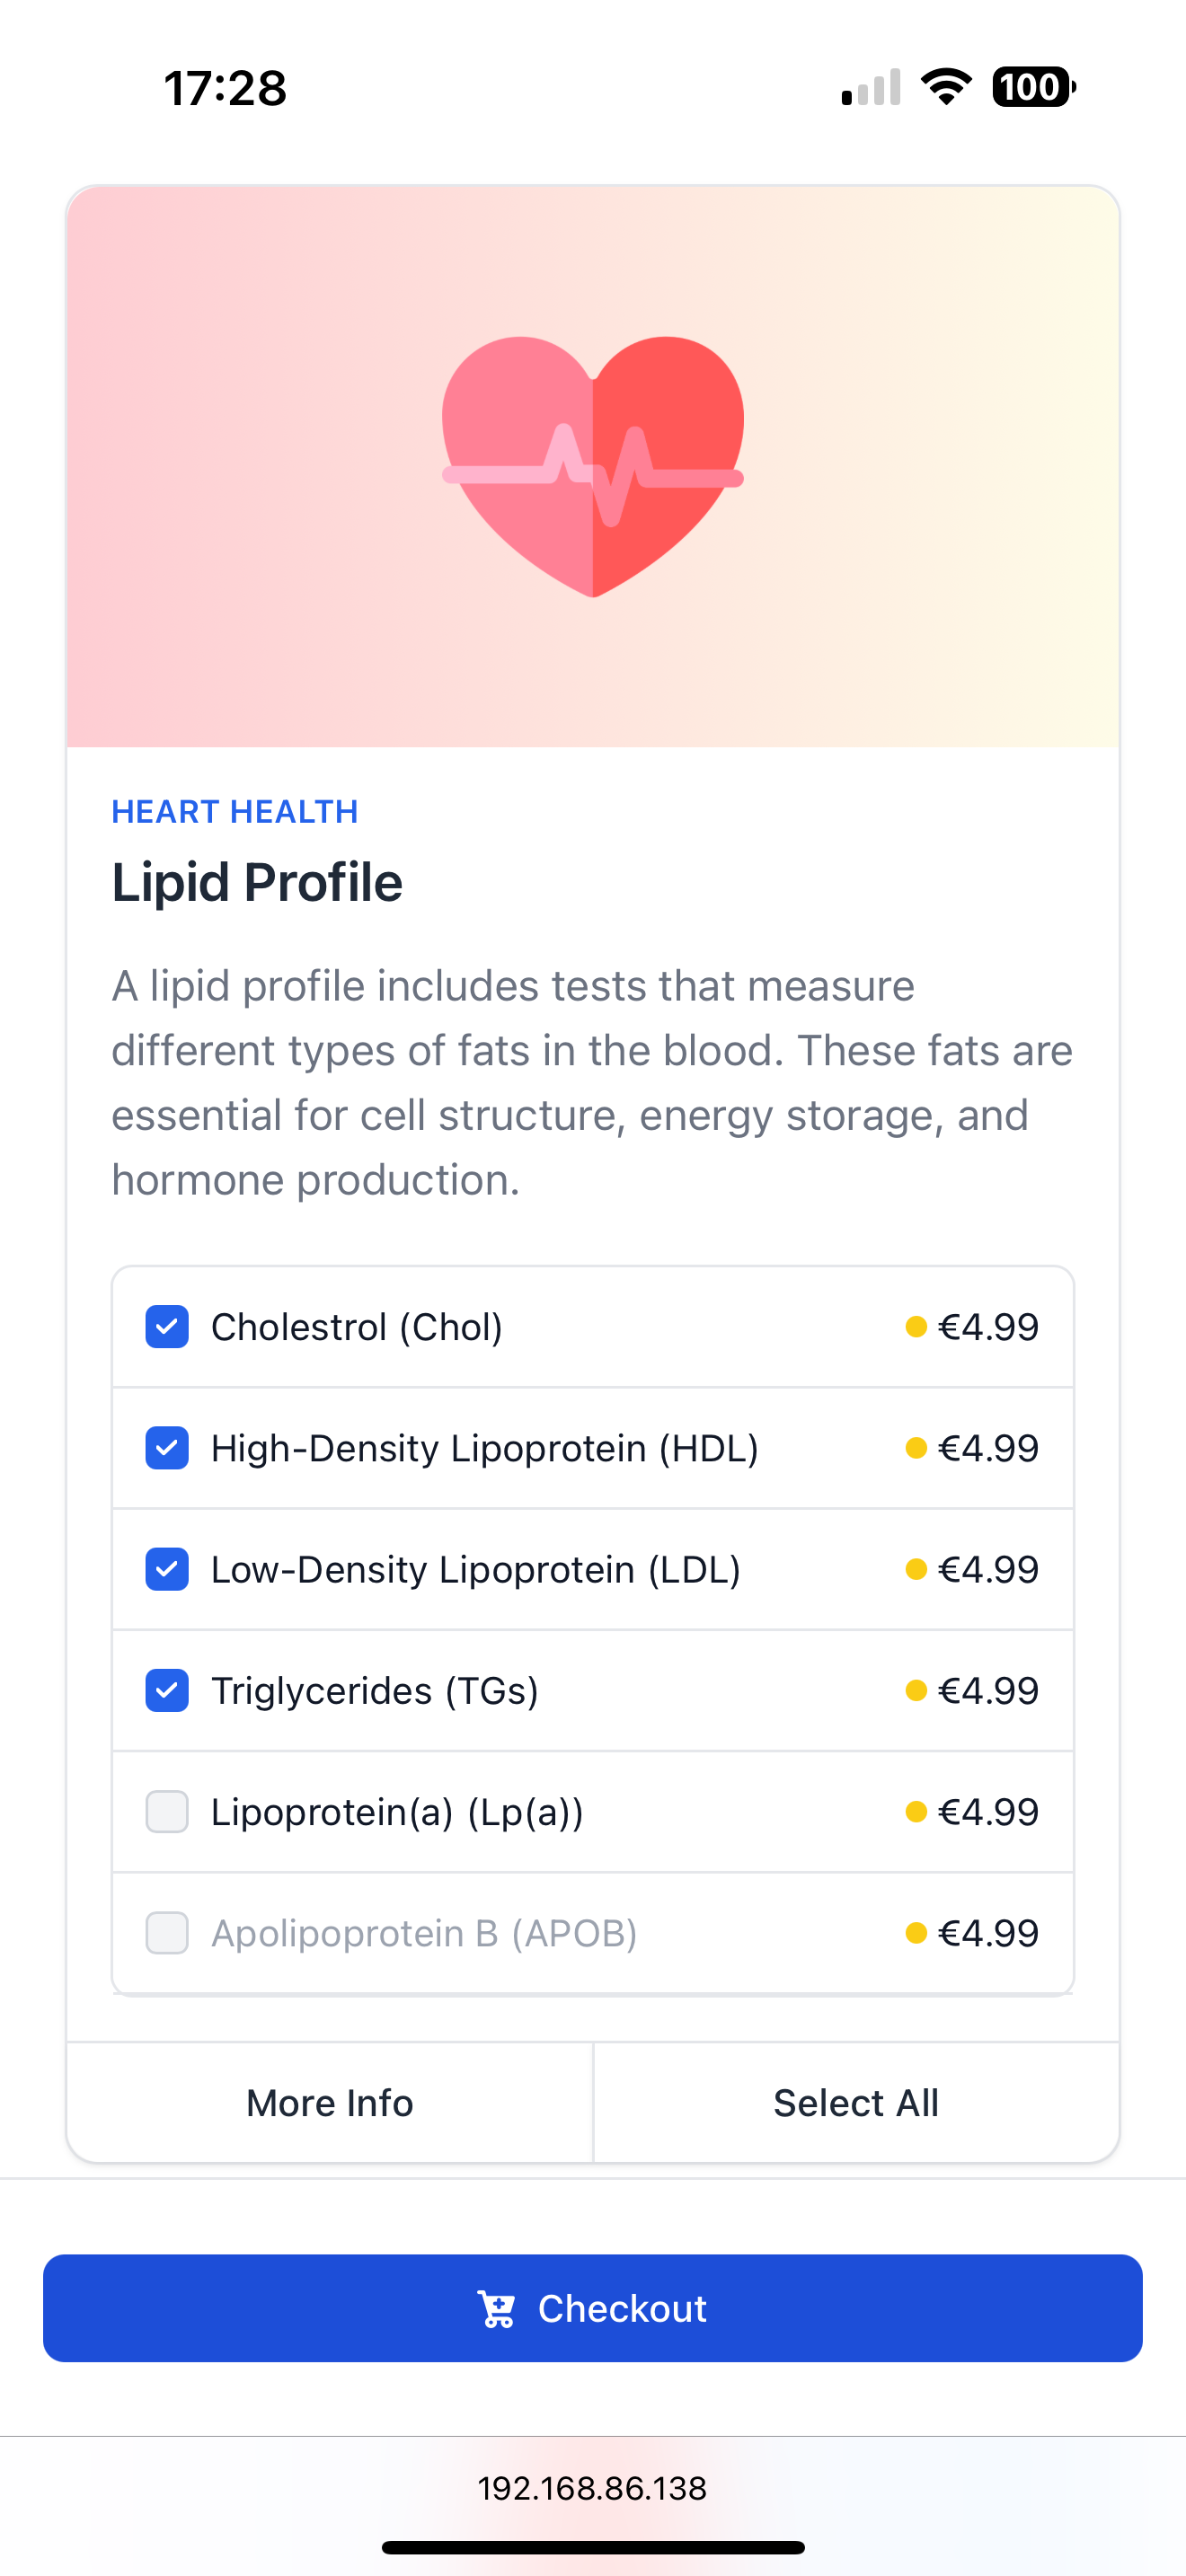 17:28
100
HEART HEALTH
Lipid Profile
A lipid profile includes tests that measure
different types of fats in the blood. These fats are
essential for cell structure, energy storage, and
hormone production.
Cholestrol (Chol) €4.99
High-Density Lipoprotein (HDL) €4.99
Low-Density Lipoprotein (LDL) €4.99
Triglycerides (TGs) €4.99
Lipoprotein(a) (Lp(a)) €4.99
Apolipoprotein B (APOB) €4.99
More Info Select All
Checkout
192.168.86.138